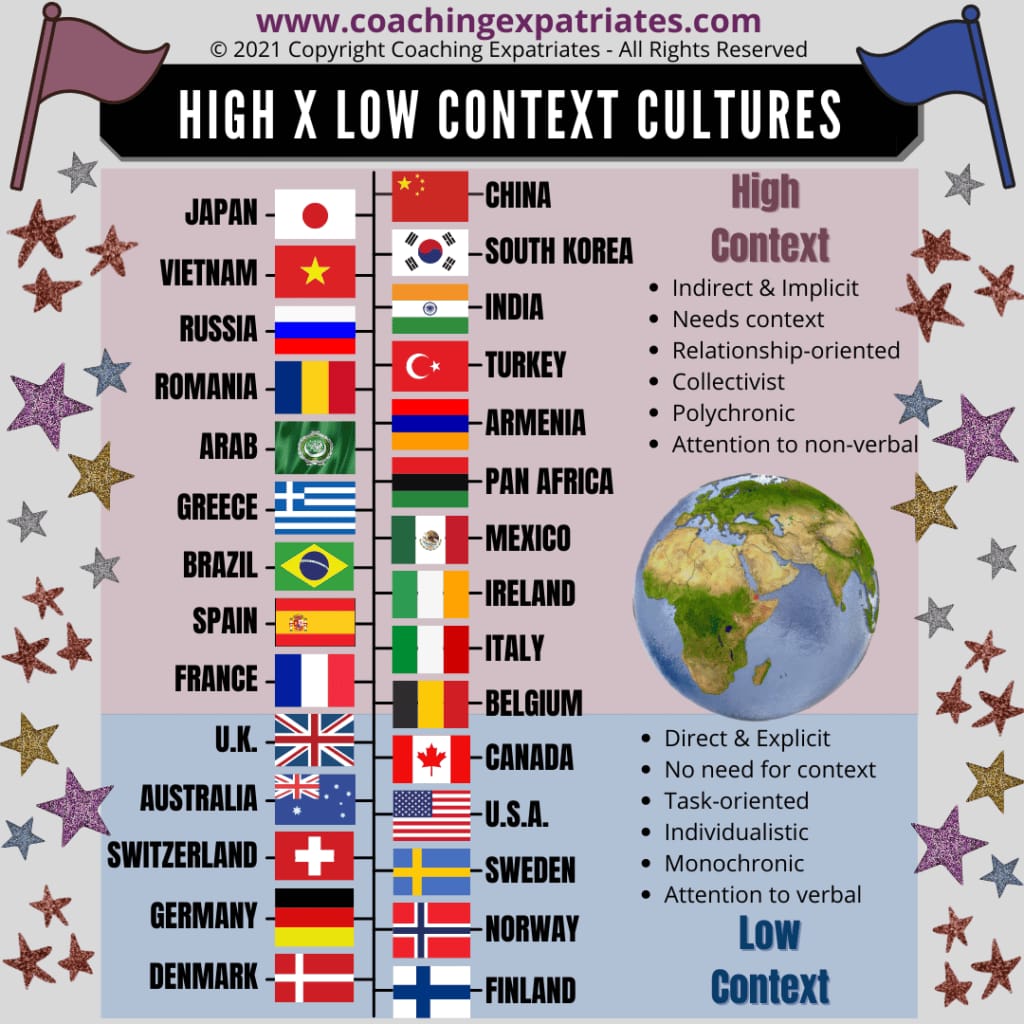 www.coachingexpatriates.com
© 2021 Copyright Coaching Expatriates - All Rights Reserved
HIGH X LOW CONTEXT CULTURES
JAPAN
VIETNAM
RUSSIA
ROMANIA
ARAB
GREECE
BRAZIL
SPAIN
FRANCE
U.K.
AUSTRALIA
SWITZERLAND
GERMANY
DENMARK
CHINA
SOUTH KOREA
INDIA
TURKEY
ARMENIA
PAN AFRICA
MEXICO
IRELAND
ITALY
BELGIUM
CANADA
U.S.A.
SWEDEN
NORWAY
FINLAND
High
Context
• Indirect & Implicit
• Needs context
• Relationship-oriented
• Collectivist
• Polychronic
• Attention to non-verbal
• Direct & Explicit
• No need for context
• Task-oriented
• Individualistic
• Monochronic
• Attention to verbal
Low
Context